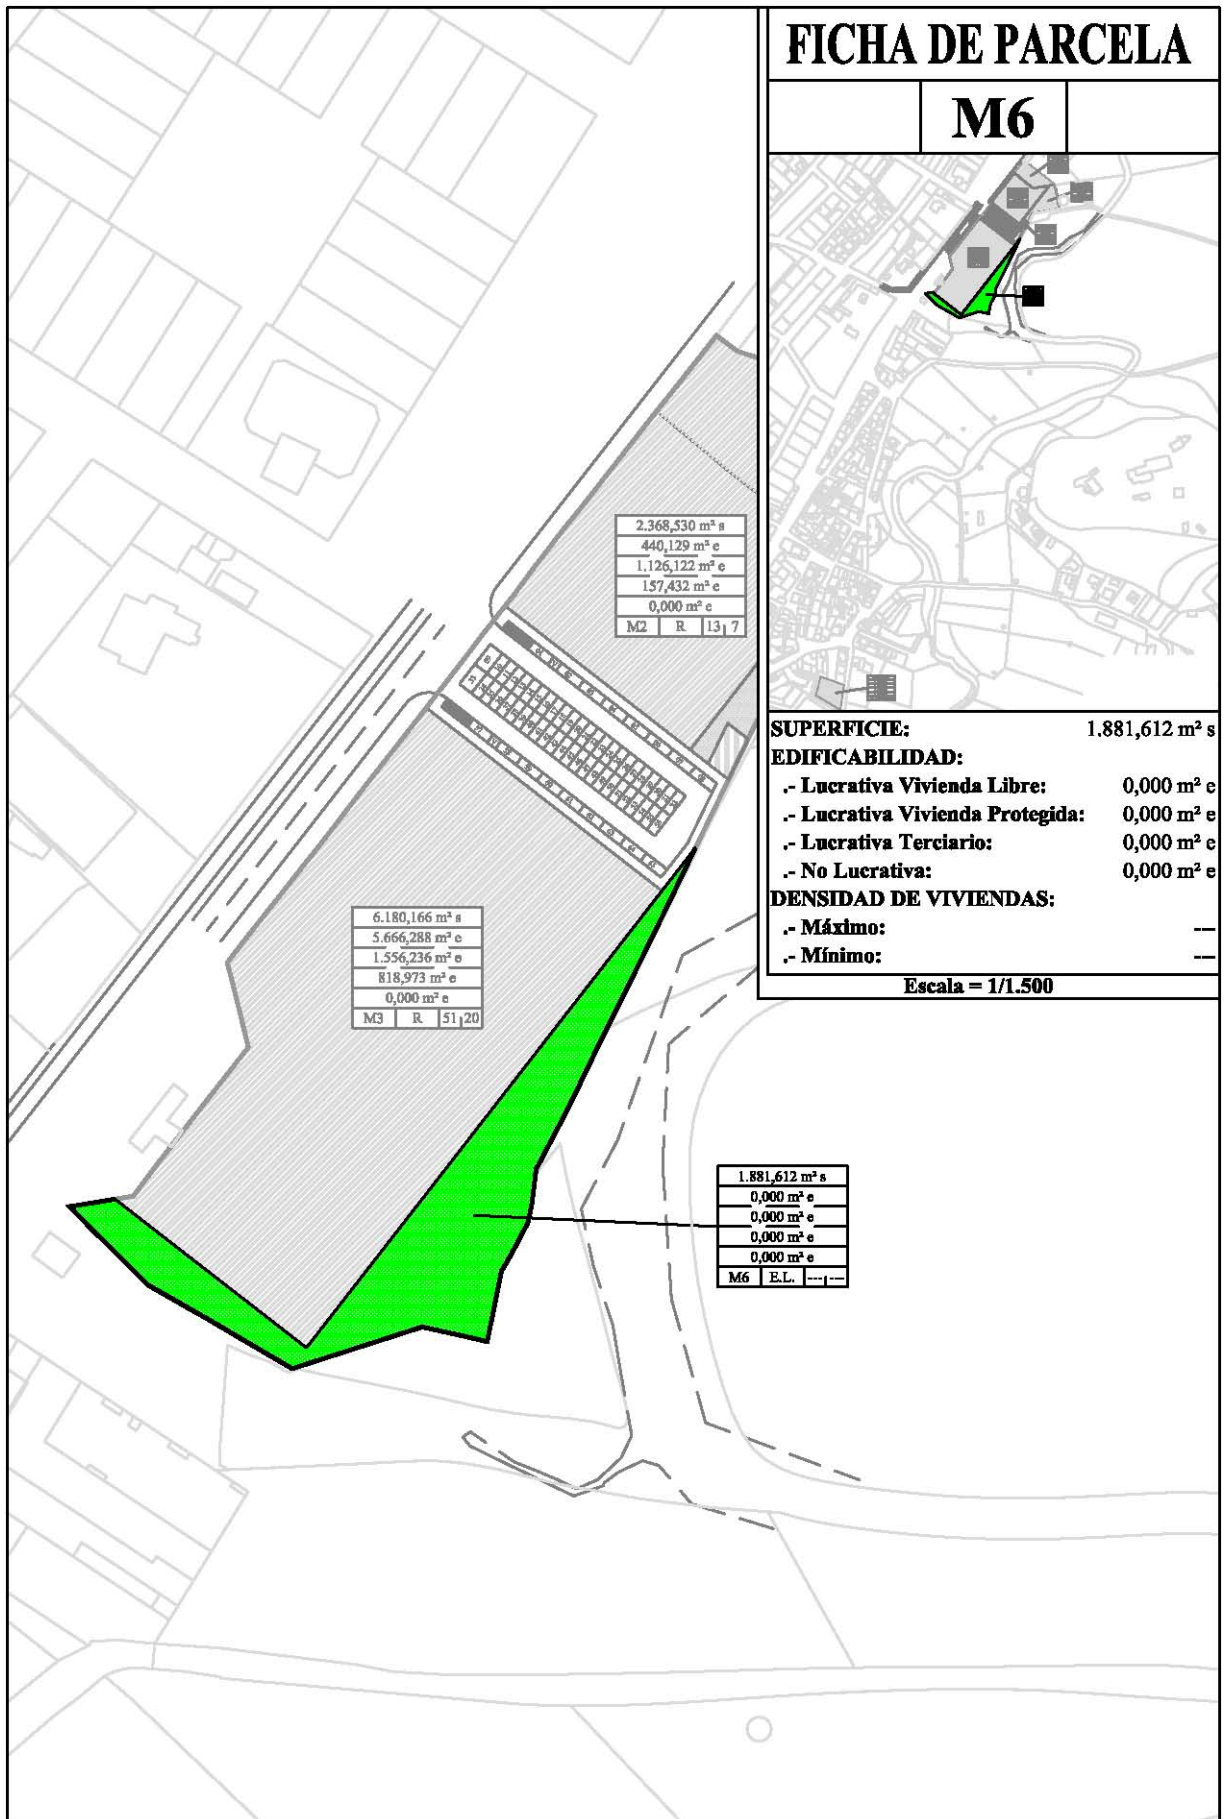 FICHA DE PARCELA
M6
SUPERFICIE: 1.881,612 m² s
EDIFICABILIDAD:
.- Lucrativa Vivienda Libre: 0,000 m² e
.- Lucrativa Vivienda Protegida: 0,000 m² e
.- Lucrativa Terciario: 0,000 m² e
.- No Lucrativa: 0,000 m² e
DENSIDAD DE VIVIENDAS:
.- Máximo: ---
.- Mínimo: ---
Escala = 1/1.500
2.368,530 m² s
440,129 m² e
1.126,122 m² e
157,432 m² e
0,000 m² e
M2 R 13 7
6.180,166 m² s
5.666,288 m² e
1.556,236 m² e
818,973 m² e
0,000 m² e
M3 R 51 20
1.881,612 m² s
0,000 m² e
0,000 m² e
0,000 m² e
0,000 m² e
M6 E.L. --- ---